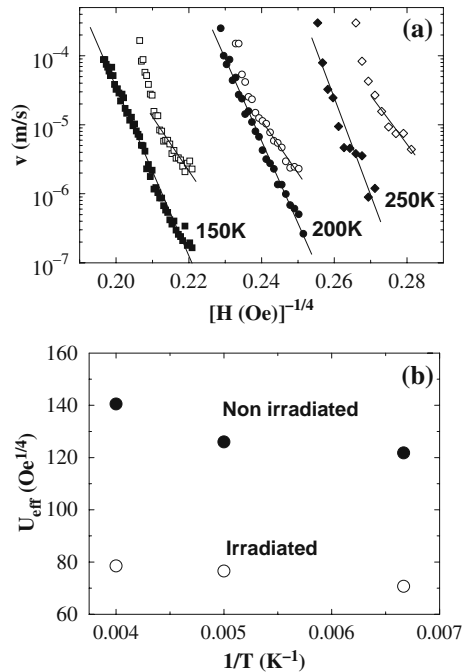 (a)
10⁻⁴
10⁻⁵
10⁻⁶
10⁻⁷
v (m/s)
150K
200K
250K
0.20
0.22
0.24
0.26
0.28
[H (Oe)]⁻¹/⁴
(b)
160
140
120
100
80
60
U_eff (Oe¹/⁴)
Non irradiated
Irradiated
0.004
0.005
0.006
0.007
1/T (K⁻¹)